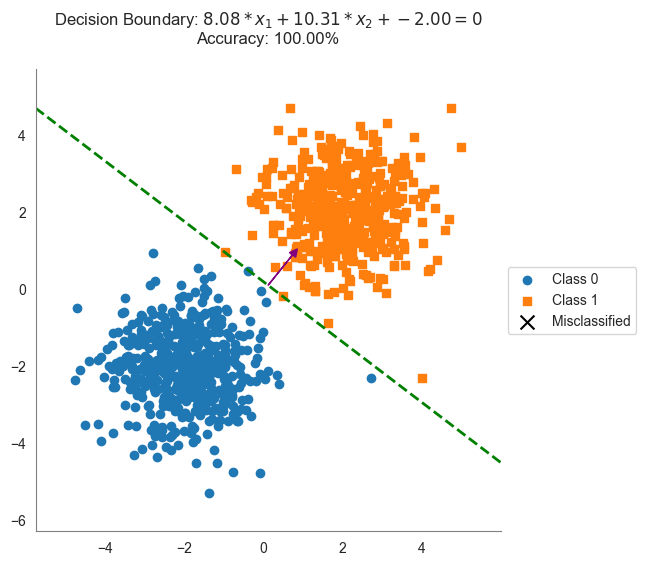 Decision Boundary: 8.08 * x₁ + 10.31 * x₂ + −2.00 = 0
Accuracy: 100.00%
4
2
0
−2
−4
−6
−4 −2 0 2 4
Class 0
Class 1
Misclassified